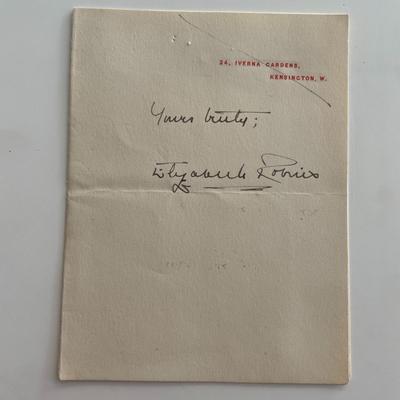 24, IVERNA GARDENS,
KENSINGTON, W.
Yours truly;
Elizabeth Robins